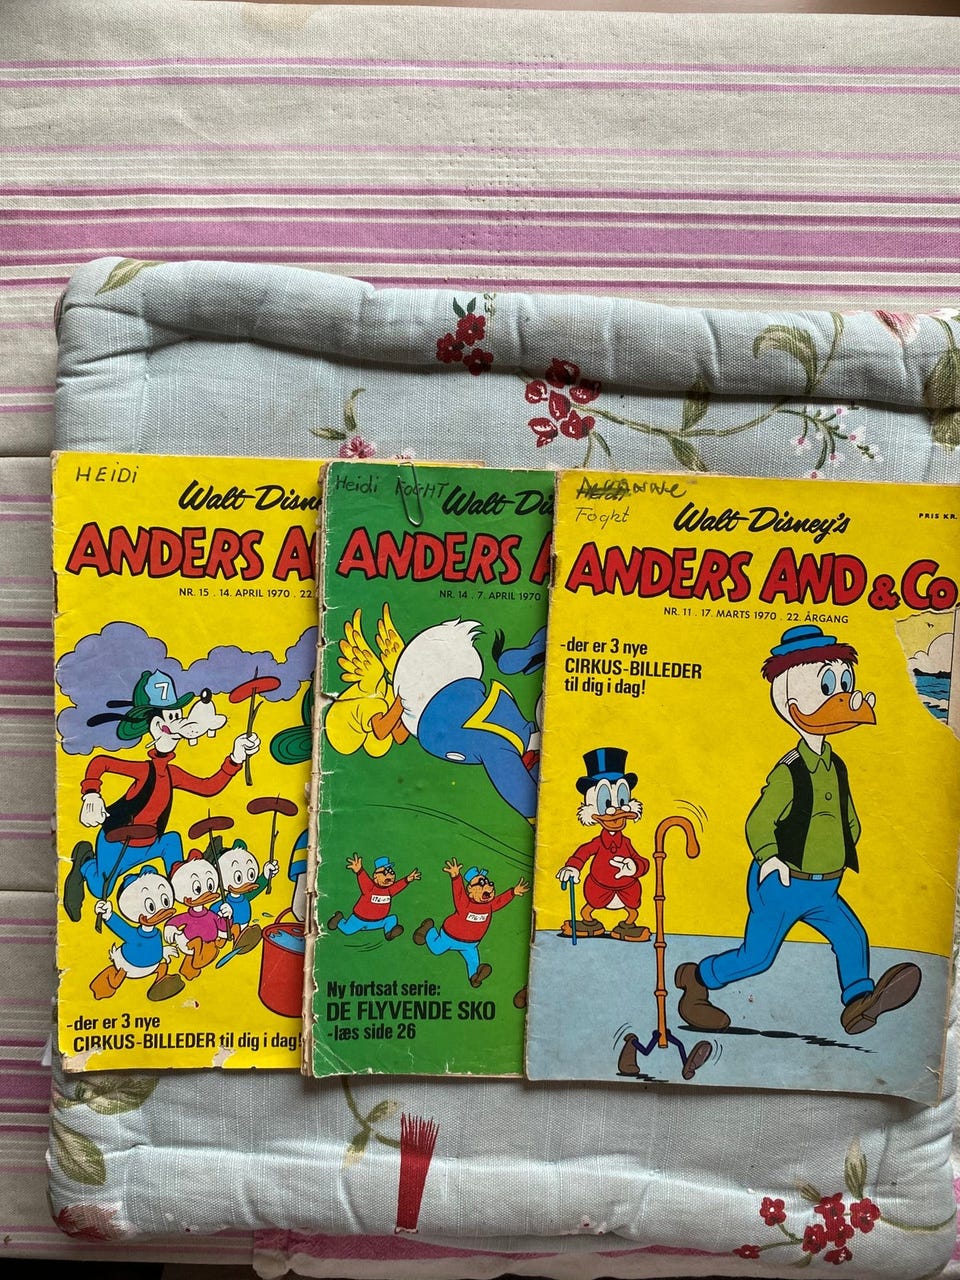 HEiDi
Walt Disn
ANDERS A
NR. 15 . 14. APRIL 1970 . 22
7
-der er 3 nye
CIRKUS-BILLEDER til dig i dag!
Heidi FOGHT
Walt Di
ANDERS A
NR. 14 . 7. APRIL 1970
Ny fortsat serie:
DE FLYVENDE SKO
-læs side 26
Foght
Walt Disney's
PRIS KR.
ANDERS AND & Co
NR. 11 . 17. MARTS 1970 . 22. ÅRGANG
-der er 3 nye
CIRKUS-BILLEDER
til dig i dag!